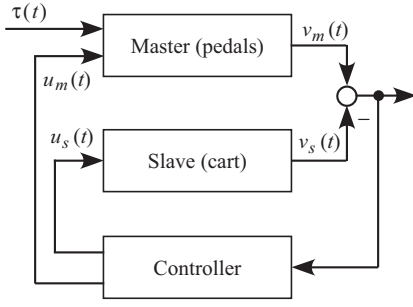 τ(t)
Master (pedals)
v_m(t)
u_m(t)
u_s(t)
Slave (cart)
v_s(t)
−
Controller